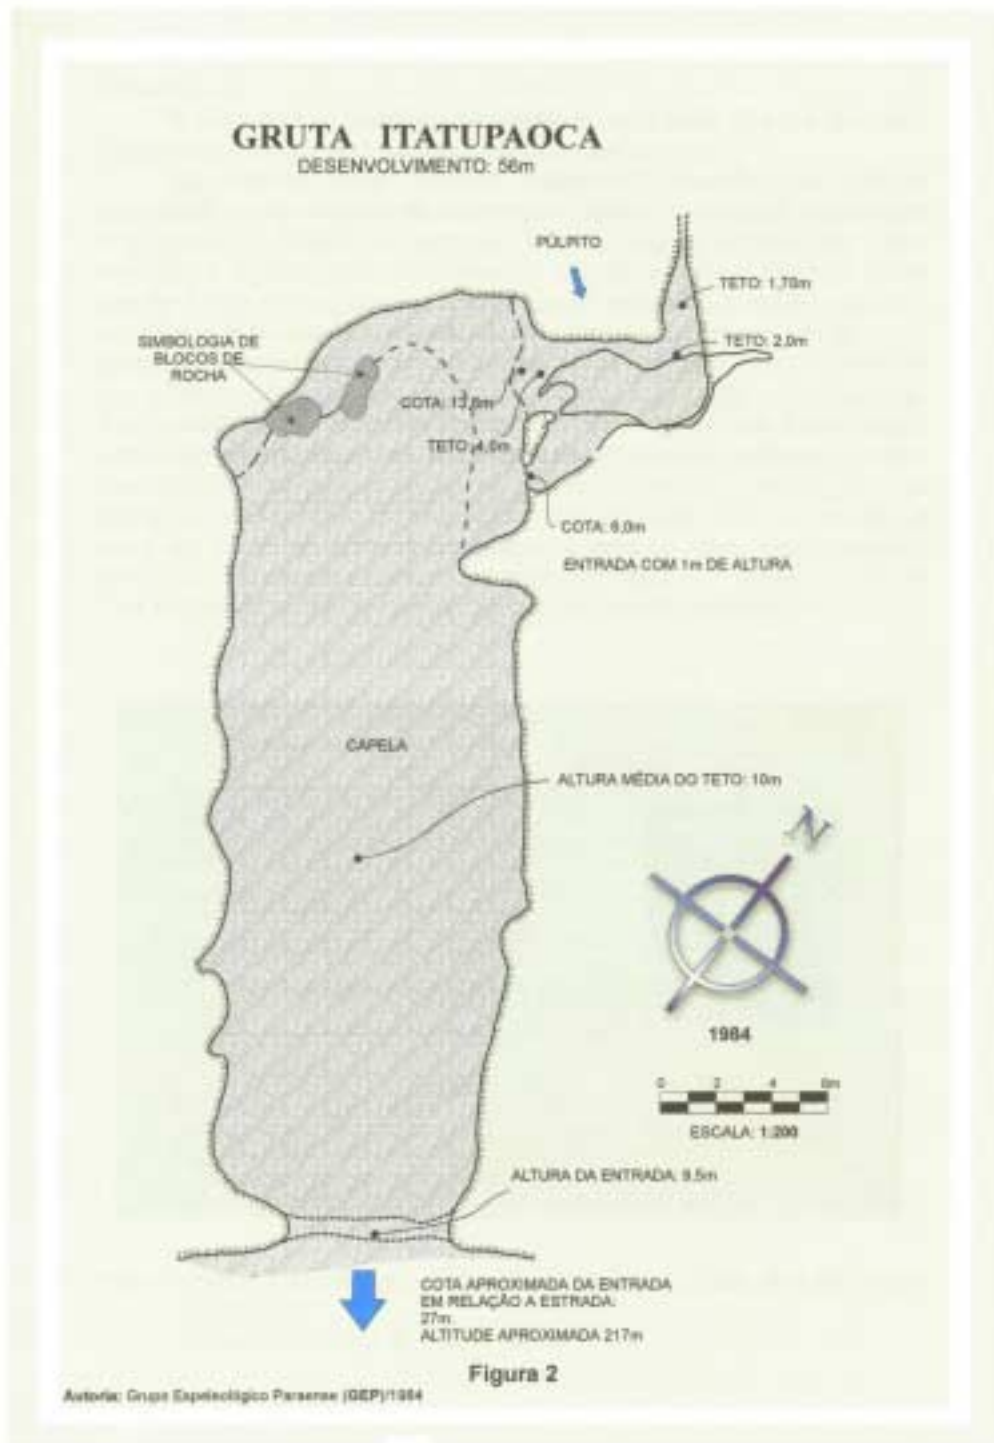 GRUTA ITATUPAOCA
DESENVOLVIMENTO: 56m
PÚLPITO
TETO: 1,70m
TETO: 2,0m
SIMBOLOGIA DE
BLOCOS DE
ROCHA
COTA: 13,8m
TETO: 4,0m
COTA: 6,0m
ENTRADA COM 1m DE ALTURA
CAPELA
ALTURA MÉDIA DO TETO: 10m
N
1984
0 2 4 6m
ESCALA: 1:200
ALTURA DA ENTRADA: 9,5m
COTA APROXIMADA DA ENTRADA
EM RELAÇÃO A ESTRADA:
27m
ALTITUDE APROXIMADA 217m
Figura 2
Autoria: Grupo Espeleológico Paraense (GEP)/1984